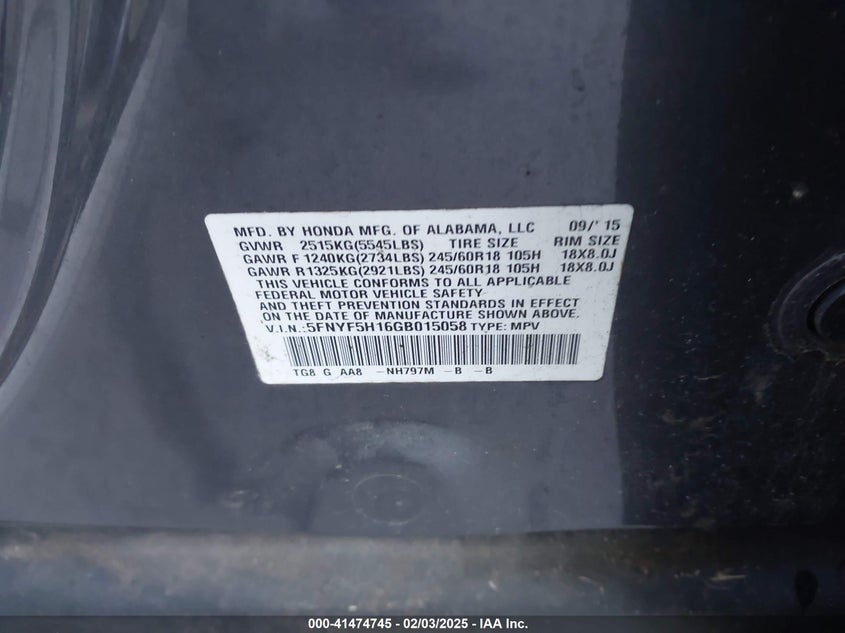 MFD. BY HONDA MFG. OF ALABAMA, LLC 09/'15
GVWR 2515KG(5545LBS) TIRE SIZE RIM SIZE
GAWR F 1240KG(2734LBS) 245/60R18 105H 18X8.0J
GAWR R1325KG(2921LBS) 245/60R18 105H 18X8.0J
THIS VEHICLE CONFORMS TO ALL APPLICABLE
FEDERAL MOTOR VEHICLE SAFETY
AND THEFT PREVENTION STANDARDS IN EFFECT
ON THE DATE OF MANUFACTURE SHOWN ABOVE.
V.I.N.:5FNYF5H16GB015058 TYPE: MPV
TG8 G AA8 -NH797M -B -B
000-41474745 - 02/03/2025 - IAA Inc.